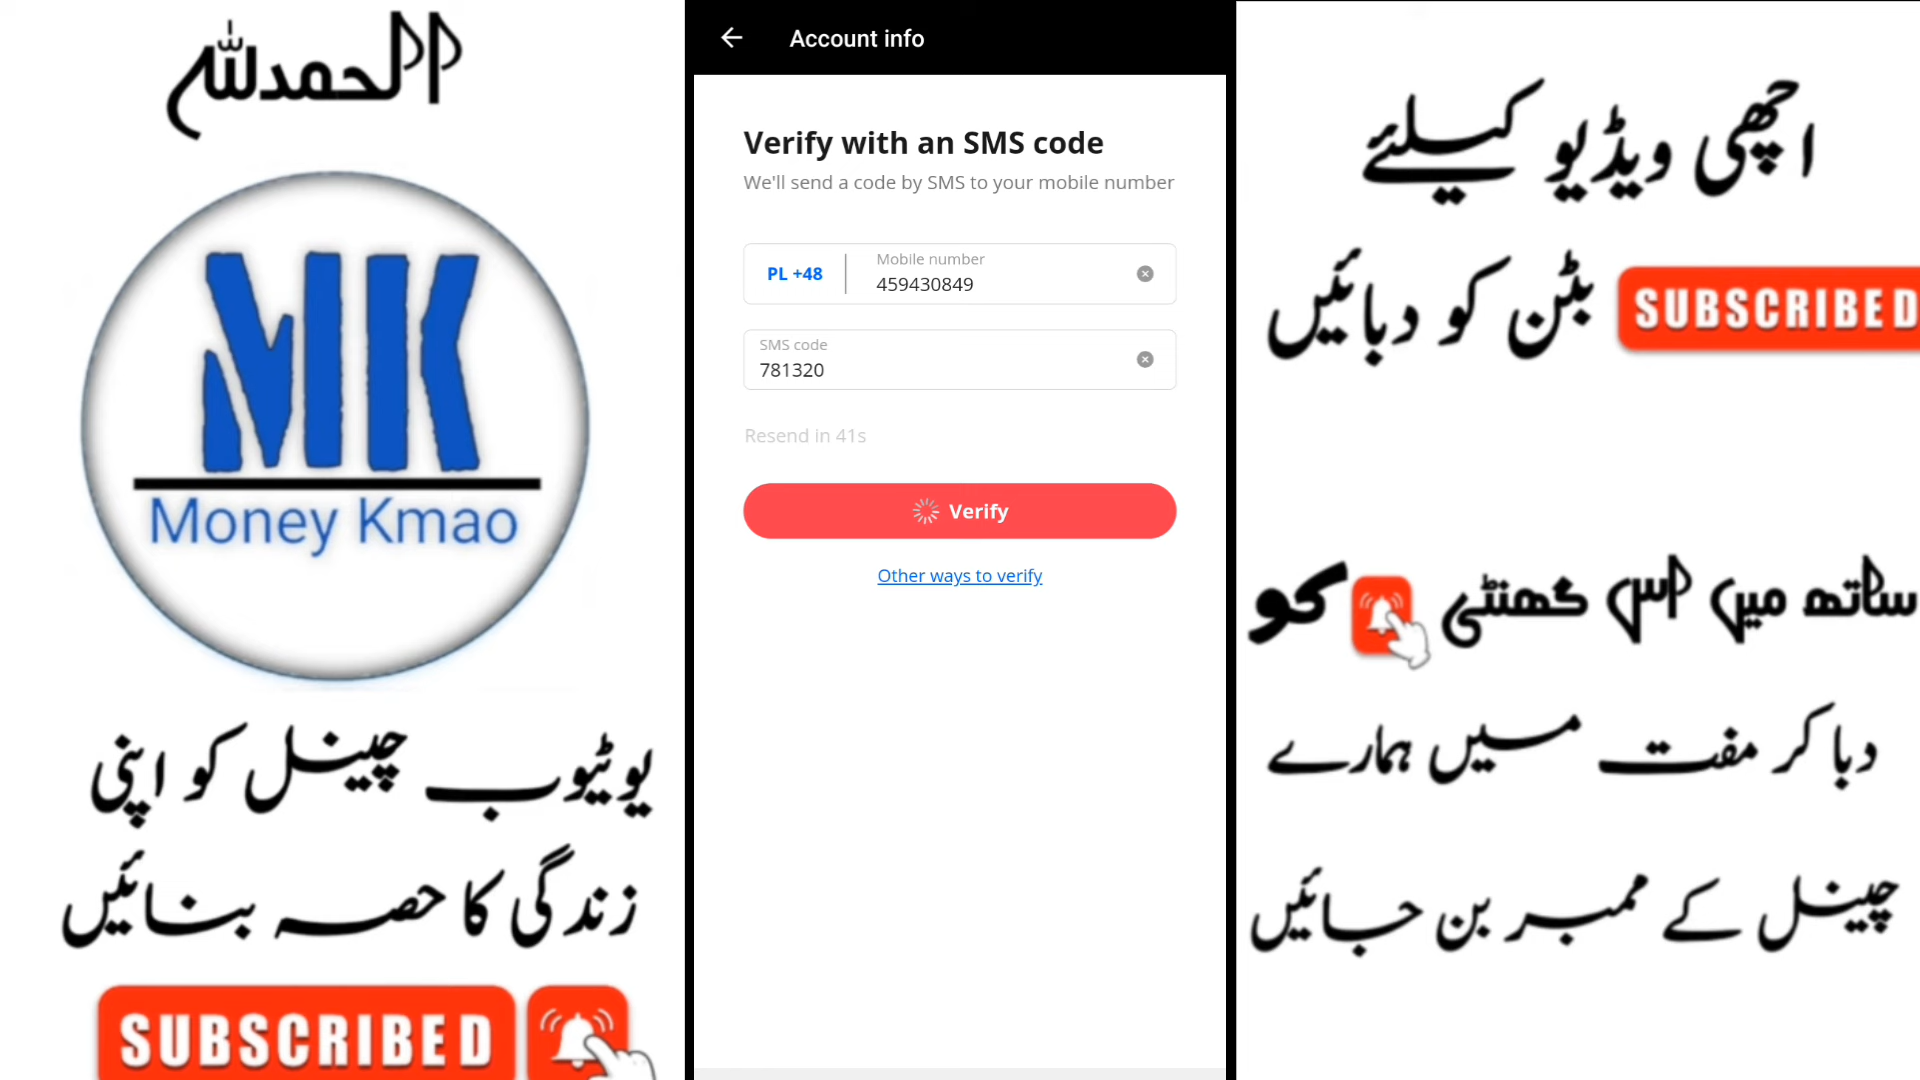 الحمدلله
MK
Money Kmao
یوٹیوب چینل کو اپنی
زندگی کا حصہ بنائیں
SUBSCRIBED
Account info
Verify with an SMS code
We'll send a code by SMS to your mobile number
PL +48
Mobile number
459430849
SMS code
781320
Resend in 41s
Verify
Other ways to verify
اچھی ویڈیو کیلئے
بٹن کو دبائیں SUBSCRIBED
ساتھ میں اس گھنٹی کو
دبا کر مفت میں ہمارے
چینل کے ممبر بن جائیں